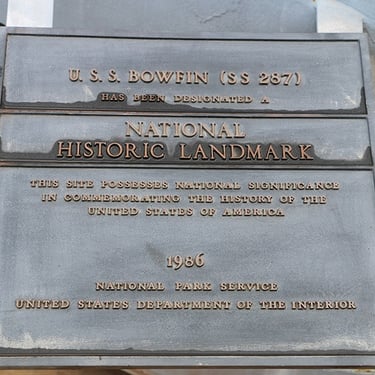 U. S. S. BOWFIN (SS 287)
HAS BEEN DESIGNATED A
NATIONAL
HISTORIC LANDMARK
THIS SITE POSSESSES NATIONAL SIGNIFICANCE
IN COMMEMORATING THE HISTORY OF THE
UNITED STATES OF AMERICA
1986
NATIONAL PARK SERVICE
UNITED STATES DEPARTMENT OF THE INTERIOR